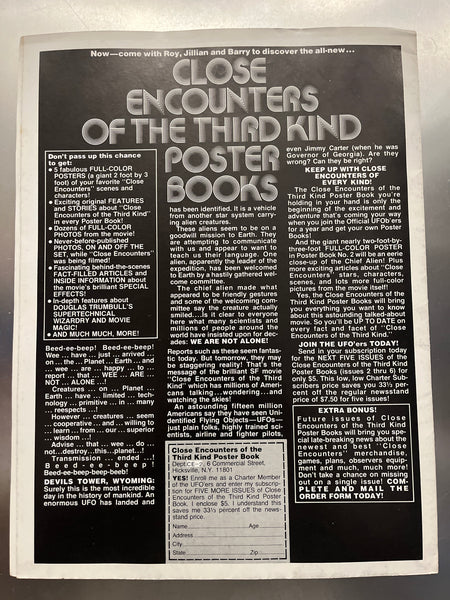 Now—come with Roy, Jillian and Barry to discover the all-new...
CLOSE
ENCOUNTERS
OF THE THIRD KIND
POSTER
BOOKS
Don't pass up this chance
to get:
• 5 fabulous FULL-COLOR
POSTERS (a giant 2 foot by 3
foot) of your favorite "Close
Encounters" scenes and
characters!
• Exciting original FEATURES
and STORIES about "Close
Encounters of the Third Kind"
in every Poster Book!
• Dozens of FULL-COLOR
PHOTOS from the movie!
• Never-before-published
PHOTOS, ON AND OFF THE
SET, while "Close Encounters"
was being filmed!
• Fascinating behind-the-scenes
FACT-FILLED ARTICLES and
INSIDE INFORMATION on
the movie's brilliant SPECIAL
EFFECTS!
• In-depth features about
DOUGLAS TRUMBULL'S
SUPERTECHNICAL
WIZARDRY AND MOVIE
MAGIC!
• AND MUCH, MUCH, MORE!
Beed-ee-beep! Beed-ee-beep!
Wee ... have ... just ... arrived ...
on ... the ... Planet ... Earth ... and
... wee ... are ... happy ... to ...
report ... that ... WEE ... ARE ...
NOT ... ALONE ...!
Creatures ... on ... Planet ...
Earth ... have ... limited ... tech-
nology ... primitive ... in ... many
... respeects ...
However ... creatures ... seem
... cooperative ... and ... willing to
... learn ... from ... our ... superior
... wisdom ...!
Advise ... that ... wee ... do ...
not...destroy...this...planet...!
Transmission ... ended ...!
Beed-ee-beep!
Beed-ee-beep-beep-beep!
DEVILS TOWER, WYOMING
Surely this is the most incredible
day in the history of mankind. An
enormous UFO has landed and
has been identified. It is a vehicle
from another star system carry-
ing alien creatures.
These aliens seem to be on a
goodwill mission to Earth. They
are attempting to communicate
with us and appear to want to
teach us their language. One
alien, apparently the leader of the
expedition, has been welcomed
to Earth by a hastily gathered wel-
come committee.
The chief alien made what
appeared to be friendly gestures
and some of the welcoming com-
mittee say the creature actually
smiled. It is clear to everyone
here what many scientists and
millions of people around the
world have insisted upon for dec-
ades: WE ARE NOT ALONE!
Reports such as these seem fantas-
tic today. But tomorrow, they may
be staggering reality! That's the
message of the brilliant SF movie
"Close Encounters of the Third
Kind" which has millions of Ameri-
cans talking...wondering...and
watching the skies!
An astounding fifteen million
Americans say they have seen Uni-
dentified Flying Objects—UFOs—
just plain folks, highly trained sci-
entists, airline and fighter pilots,
Close Encounters of the
Third Kind Poster Book
6 Commercial Street,
Hicksville, N.Y. 11801
YES! Enroll me as a Charter Member
of the UFO'ers and enter my subscrip-
tion for FIVE MORE ISSUES of Close
Encounters of the Third Kind Poster
Book. I enclose $5. I understand this
saves me 33⅓ percent off the news-
stand price.
Name Age
Address
City
State Zip
even Jimmy Carter (when he was
Governor of Georgia). Are they
wrong? Can they be right?
KEEP UP WITH CLOSE
ENCOUNTERS OF
EVERY KIND!
The Close Encounters of the
Third Kind Poster Book you're
holding in your hand is only the
beginning of the excitement and
adventure that's coming your way
when you join the Official UFO'ers
for a year and get your own Poster
Books!
And the giant nearly two-foot-by-
three-foot FULL-COLOR POSTER
in Poster Book No. 2 will be an eerie
close-up of the Chief Alien! Plus
more exciting articles about "Close
Encounters" stars, characters,
scenes, and lots more full-color
pictures from the movie itself!
Yes, the Close Encounters of the
Third Kind Poster Books will bring
you everything you want to know
about this astounding talked-about
movie. So you'll be UP TO DATE on
every fact and facet of "Close
Encounters of the Third Kind."
JOIN THE UFO'ers TODAY!
Send in your subscription today
for the NEXT FIVE ISSUES of the
Close Encounters of the Third Kind
Poster Books (issues 2 thru 6) for
only $5. This low, low Charter Sub-
scribers price saves you 33⅓ per-
cent off the regular newsstand
price of $7.50 for five issues!
EXTRA BONUS!
Future issues of Close
Encounters of the Third Kind
Poster Books will bring you spe-
cial late-breaking news about the
newest and best "Close
Encounters" merchandise,
games, plans, observers equip-
ment and much, much more!
Don't take a chance on missing
out on a single issue! COM-
PLETE AND MAIL THE
ORDER FORM TODAY!